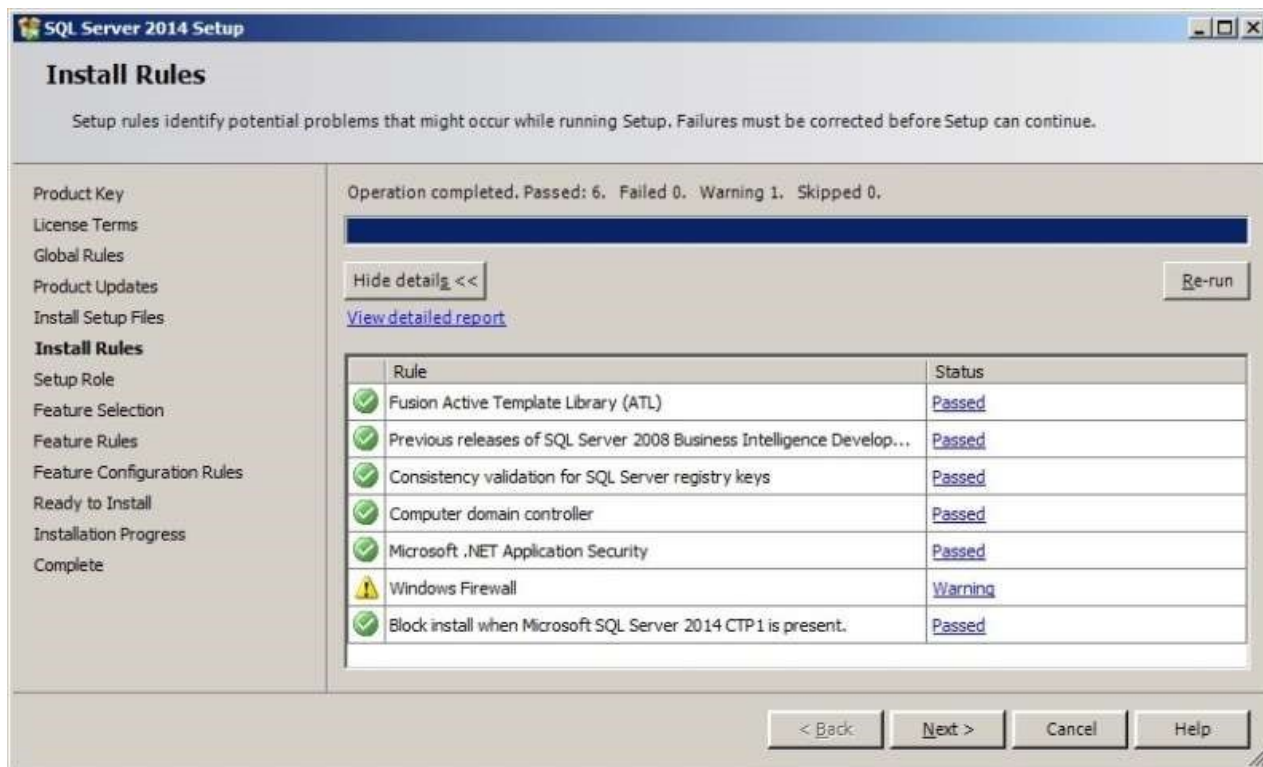 SQL Server 2014 Setup
Install Rules
Setup rules identify potential problems that might occur while running Setup. Failures must be corrected before Setup can continue.
Product Key
License Terms
Global Rules
Product Updates
Install Setup Files
Install Rules
Setup Role
Feature Selection
Feature Rules
Feature Configuration Rules
Ready to Install
Installation Progress
Complete
Operation completed. Passed: 6. Failed 0. Warning 1. Skipped 0.
Hide details << Re-run
View detailed report
Rule Status
Fusion Active Template Library (ATL) Passed
Previous releases of SQL Server 2008 Business Intelligence Develop... Passed
Consistency validation for SQL Server registry keys Passed
Computer domain controller Passed
Microsoft .NET Application Security Passed
Windows Firewall Warning
Block install when Microsoft SQL Server 2014 CTP1 is present. Passed
< Back Next > Cancel Help